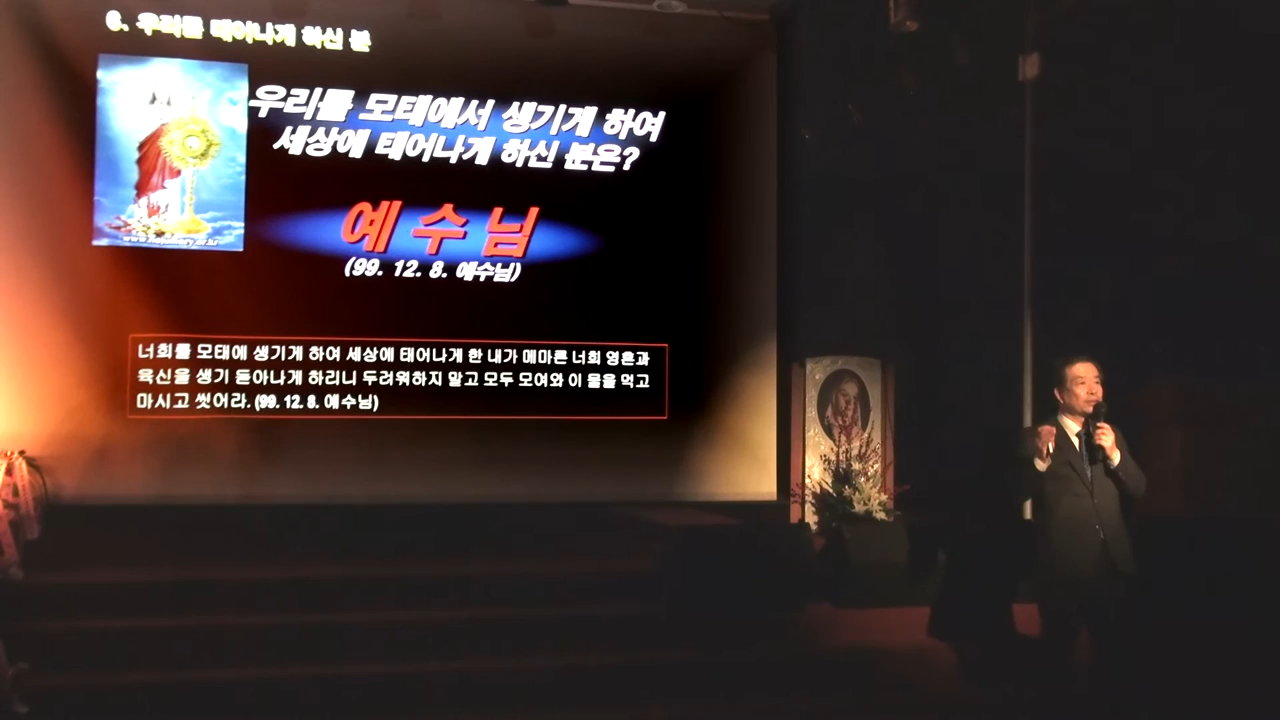 6. 우리를 태어나게 하신 분
우리를 모태에서 생기게 하여
세상에 태어나게 하신 분은?
예수님
(99. 12. 8. 예수님)
너희를 모태에 생기게 하여 세상에 태어나게 한 내가 메마른 너희 영혼과
육신을 생기 돋아나게 하리니 두려워하지 말고 모두 모여와 이 물을 먹고
마시고 씻어라. (99. 12. 8. 예수님)